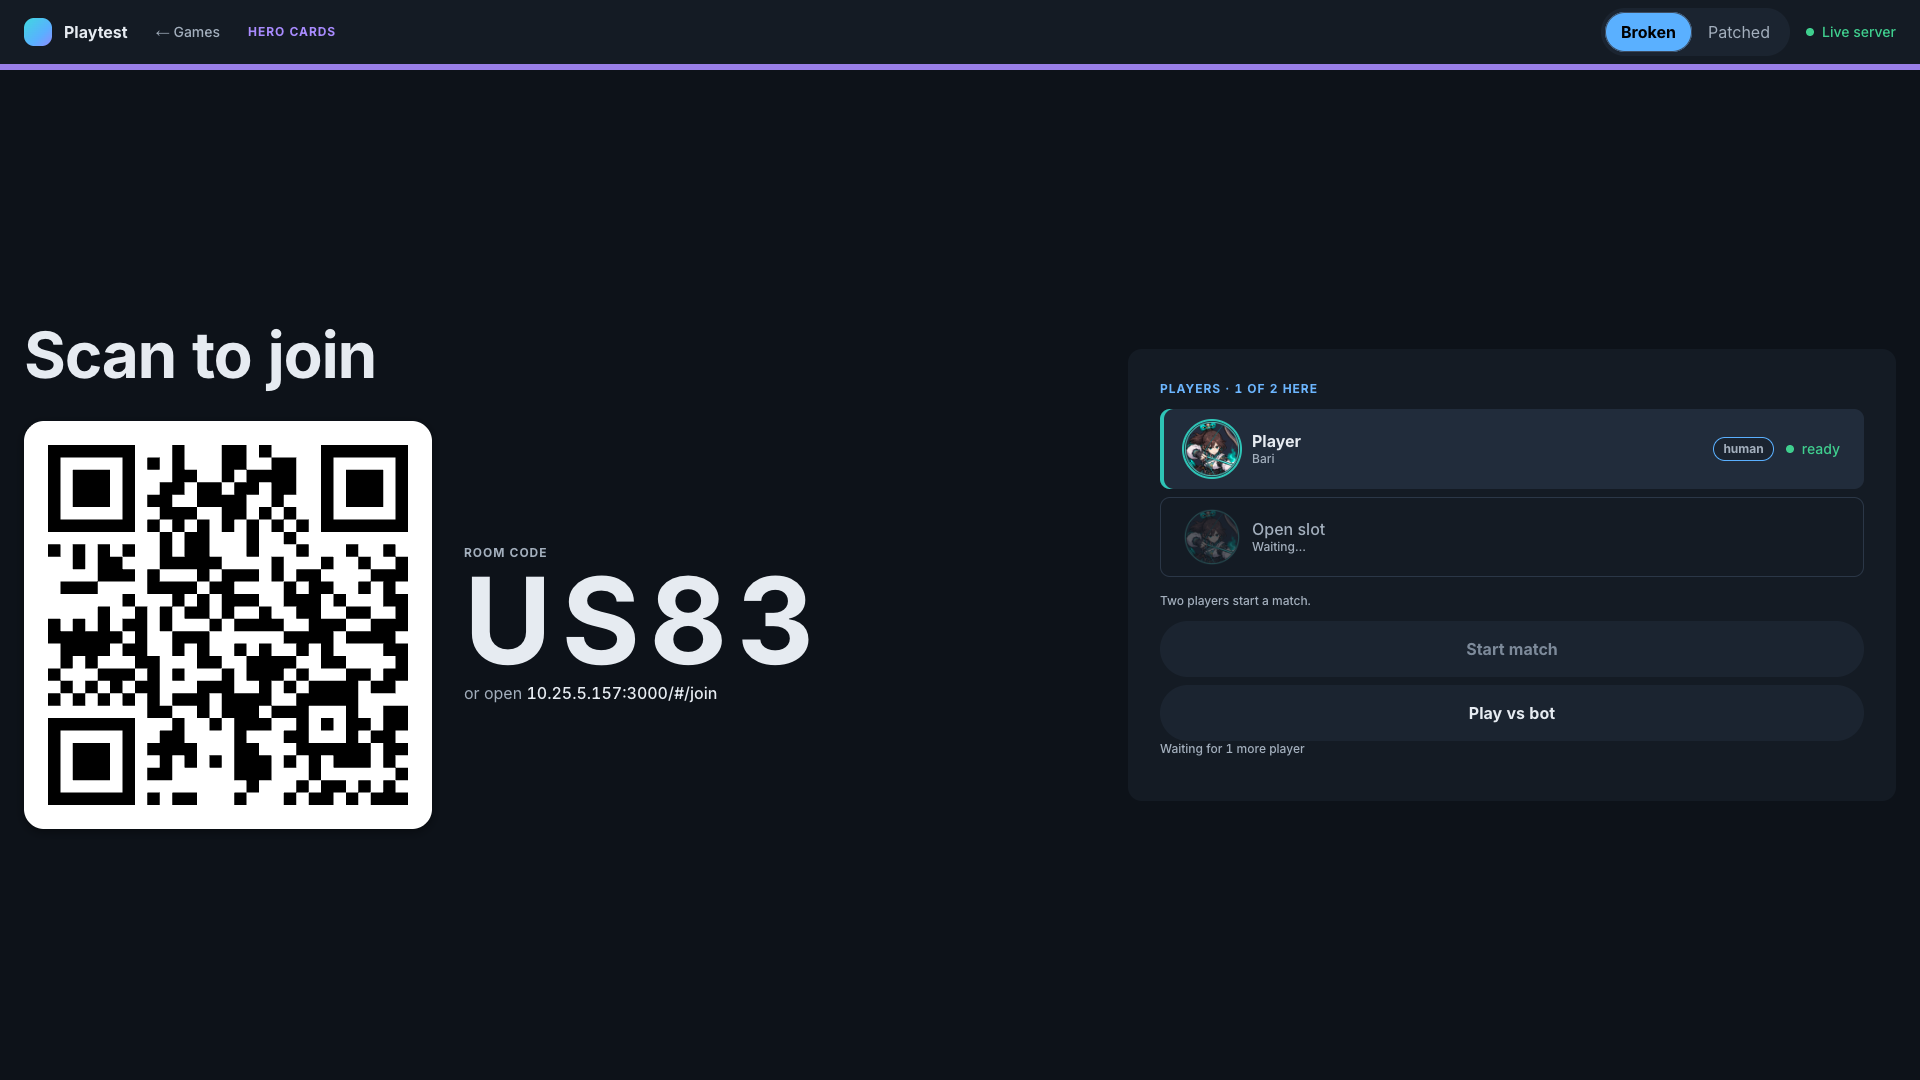 Playtest
← Games
HERO CARDS
Broken
Patched
Live server
Scan to join
ROOM CODE
US83
or open 10.25.5.157:3000/#/join
PLAYERS · 1 OF 2 HERE
Player
Bari
human
ready
Open slot
Waiting...
Two players start a match.
Start match
Play vs bot
Waiting for 1 more player